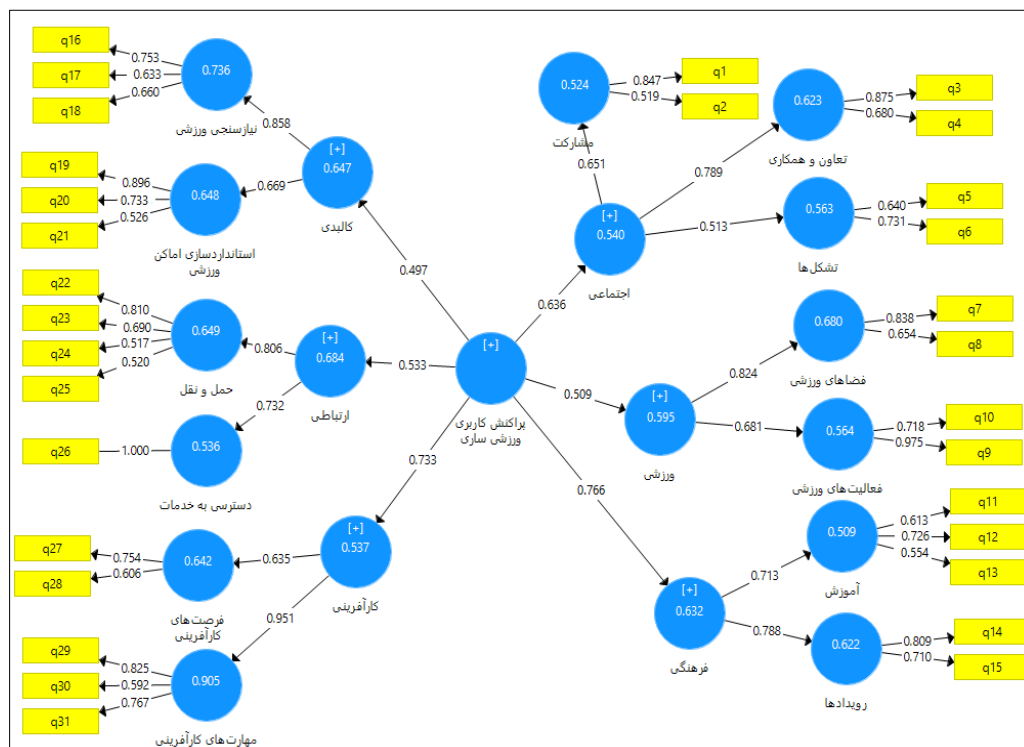 q16
q17
q18
0.753
0.633
0.660
0.736
نیازسنجی ورزشی
0.858
q19
q20
q21
0.896
0.733
0.526
0.648
استانداردسازی اماکن
ورزشی
0.669
[+]
0.647
کالبدی
0.497
q22
q23
q24
q25
0.810
0.690
0.517
0.520
0.649
حمل و نقل
0.806
[+]
0.684
ارتباطی
0.533
0.732
q26
1.000
0.536
دسترسی به خدمات
q27
q28
0.754
0.606
0.642
فرصت‌های
کارآفرینی
0.635
[+]
0.537
کارآفرینی
0.733
0.951
q29
q30
q31
0.825
0.592
0.767
0.905
مهارت‌های کارآفرینی
[+]
پراکنش کاربری
ورزشی ساری
0.524
مشارکت
0.847
0.519
q1
q2
0.651
0.623
تعاون و همکاری
0.875
0.680
q3
q4
0.789
[+]
0.540
اجتماعی
0.636
0.513
0.563
تشکل‌ها
0.640
0.731
q5
q6
0.680
فضاهای ورزشی
0.838
0.654
q7
q8
0.824
0.509
[+]
0.595
ورزشی
0.681
0.564
فعالیت‌های ورزشی
0.718
0.975
q10
q9
0.766
0.509
آموزش
0.613
0.726
0.554
q11
q12
q13
0.713
[+]
0.632
فرهنگی
0.788
0.622
رویدادها
0.809
0.710
q14
q15